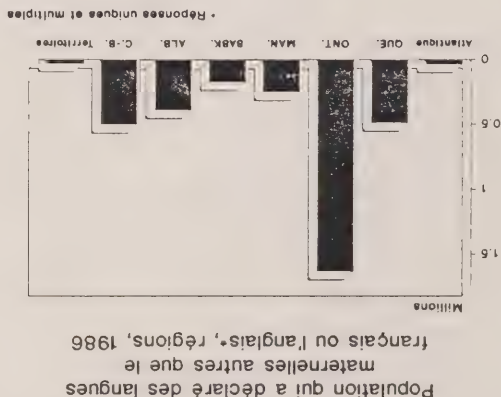 Population qui a déclaré des langues
maternelles autres que le
français ou l'anglais*, régions, 1986
Millions
1.5
1
0.5
0
Atlantique QUÉ. ONT. MAN. SASK. ALB. C.-B. Territoires
* Réponses uniques et multiples